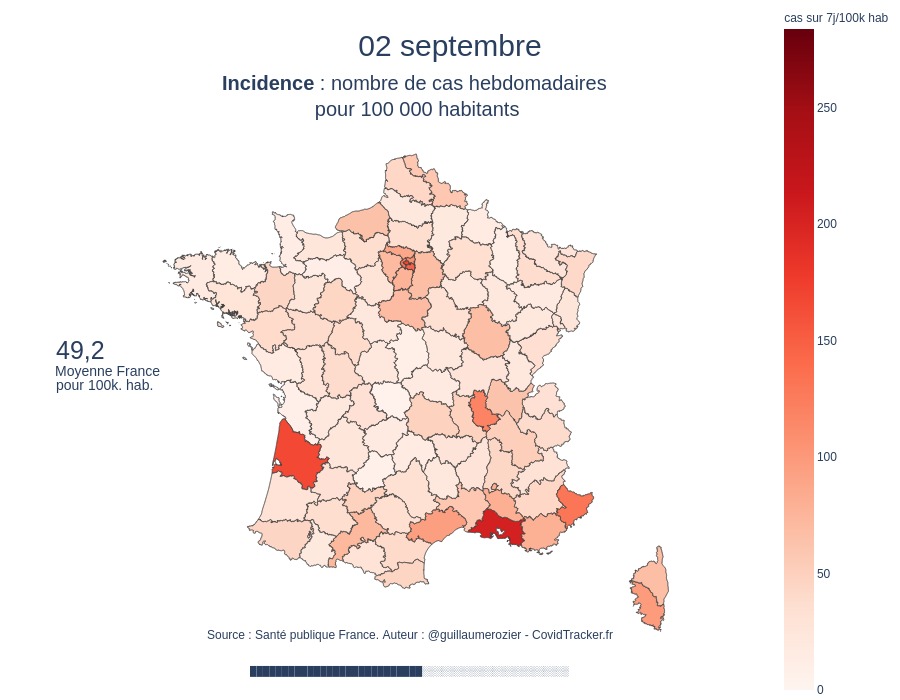 cas sur 7j/100k hab
02 septembre
Incidence : nombre de cas hebdomadaires
pour 100 000 habitants
250
200
150
100
50
0
49,2
Moyenne France
pour 100k. hab.
Source : Santé publique France. Auteur : @guillaumerozier - CovidTracker.fr